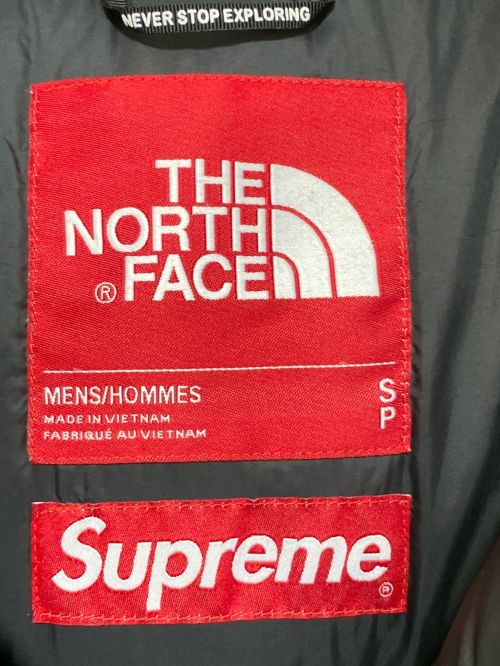 NEVER STOP EXPLORING
THE
NORTH
® FACE
MENS/HOMMES S
MADE IN VIETNAM P
FABRIQUÉ AU VIETNAM
Supreme ®